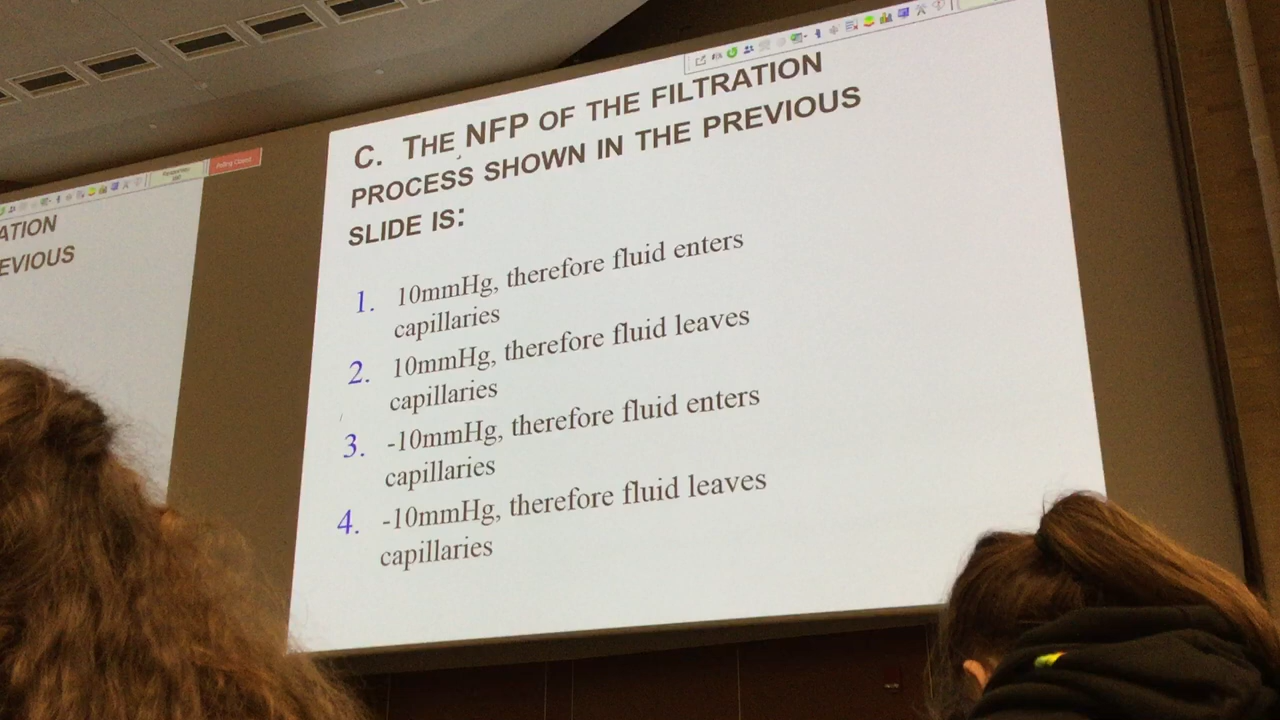 ATION
EVIOUS
Polling Closed
C. THE NFP OF THE FILTRATION
PROCESS SHOWN IN THE PREVIOUS
SLIDE IS:
1. 10mmHg, therefore fluid enters
capillaries
2. 10mmHg, therefore fluid leaves
capillaries
3. -10mmHg, therefore fluid enters
capillaries
4. -10mmHg, therefore fluid leaves
capillaries